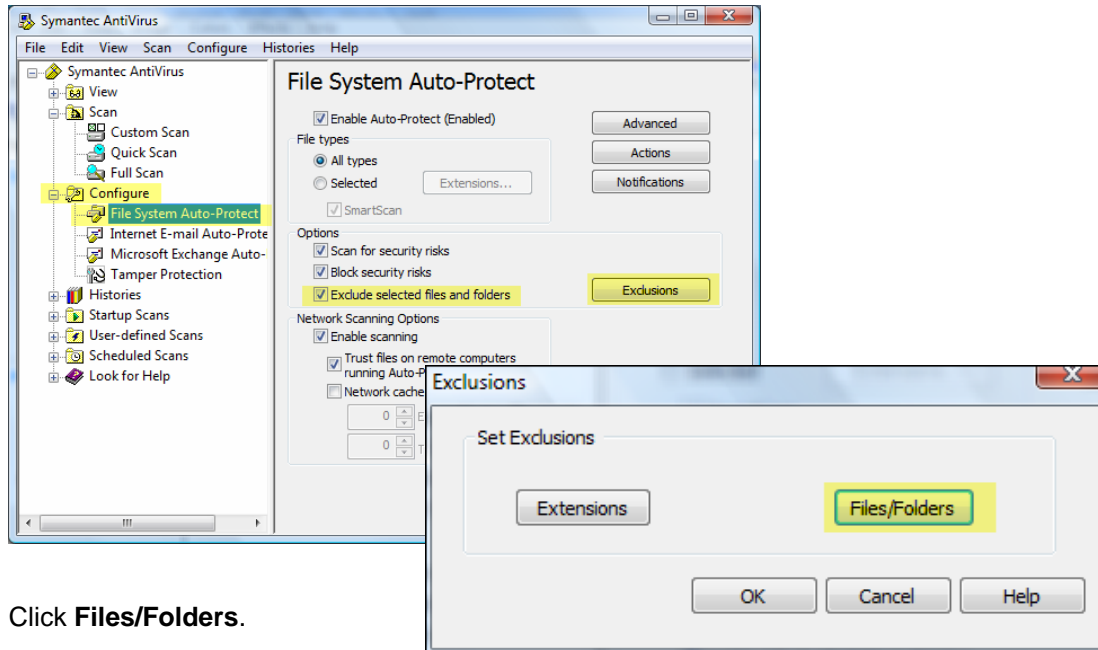 Symantec AntiVirus
File Edit View Scan Configure Histories Help
Symantec AntiVirus
View
Scan
Custom Scan
Quick Scan
Full Scan
Configure
File System Auto-Protect
Internet E-mail Auto-Prote
Microsoft Exchange Auto-
Tamper Protection
Histories
Startup Scans
User-defined Scans
Scheduled Scans
Look for Help
File System Auto-Protect
Enable Auto-Protect (Enabled)
Advanced
File types
All types
Actions
Selected
Extensions...
Notifications
SmartScan
Options
Scan for security risks
Block security risks
Exclude selected files and folders
Exclusions
Network Scanning Options
Enable scanning
Trust files on remote computers
running Auto-P
Network cache
0 E
0 T
Exclusions
Set Exclusions
Extensions
Files/Folders
OK
Cancel
Help
Click Files/Folders.